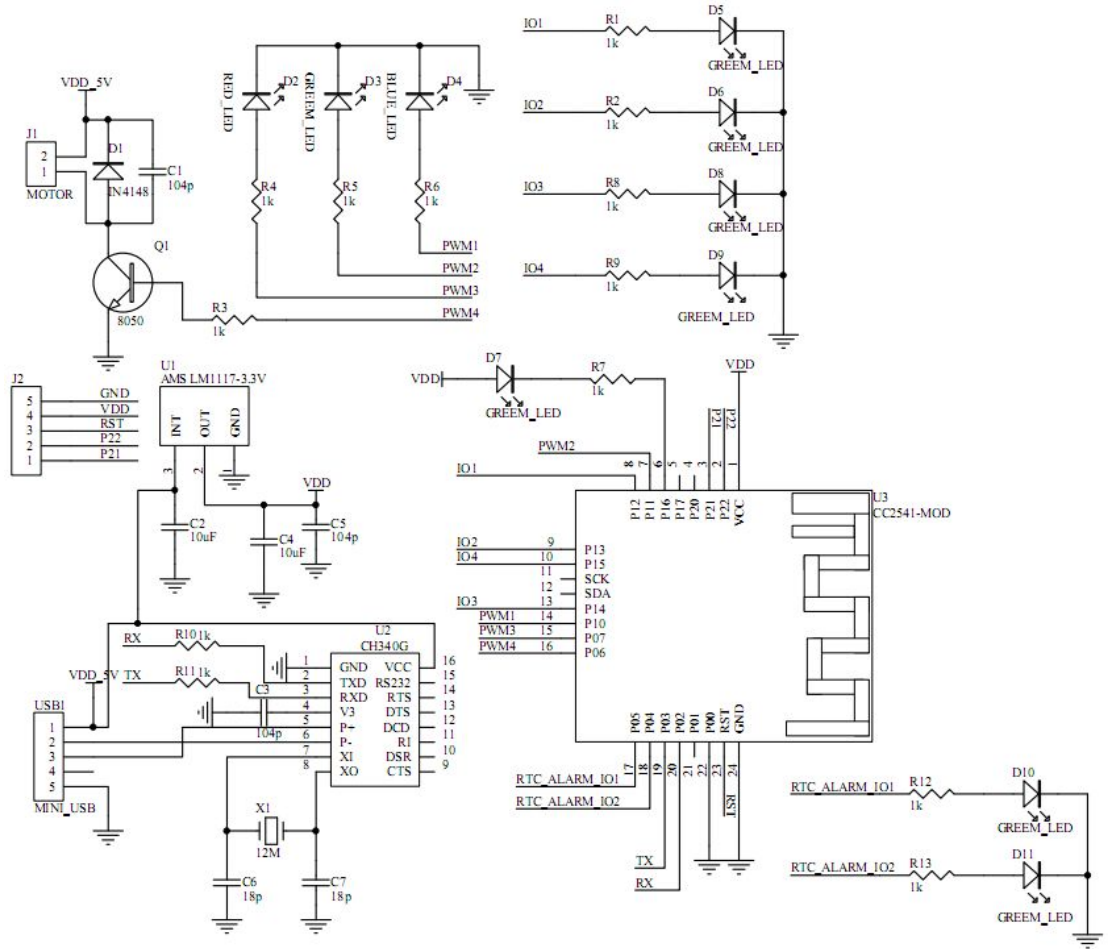 IO1
R1
1k
D5
GREEM_LED
IO2
R2
1k
D6
GREEM_LED
IO3
R8
1k
D8
GREEM_LED
IO4
R9
1k
D9
GREEM_LED
VDD_5V
J1
2
1
MOTOR
D1
IN4148
C1
104p
Q1
8050
RED_LED
D2
GREEM_LED
D3
BLUE_LED
D4
R4
1k
R5
1k
R6
1k
PWM1
PWM2
PWM3
PWM4
R3
1k
J2
5 GND
4 VDD
3 RST
2 P22
1 P21
U1
AMS LM1117-3.3V
INT
OUT
GND
3
2
1
VDD
C2
10uF
C4
10uF
C5
104p
VDD
D7
GREEM_LED
R7
1k
VDD
P21
P22
PWM2
IO1
8 7 6 5 4 3 2 1
P12 P11 P16 P17 P20 P21 P22 VCC
U3
CC2541-MOD
IO2 9 P13
IO4 10 P15
11 SCK
12 SDA
IO3 13 P14
PWM1 14 P10
PWM3 15 P07
PWM4 16 P06
P05 P04 P03 P02 P01 P00 RST GND
17 18 19 20 21 22 23 24
RST
RTC_ALARM_IO1
RTC_ALARM_IO2
TX
RX
RX
R10 1k
VDD_5V
TX
R11 1k
C3
104p
U2
CH340G
1 GND VCC 16
2 TXD RS232 15
3 RXD RTS 14
4 V3 DTS 13
5 P+ DCD 12
6 P- RI 11
7 XI DSR 10
8 XO CTS 9
USB1
1
2
3
4
5
MINI_USB
X1
12M
C6
18p
C7
18p
RTC_ALARM_IO1
R12
1k
D10
GREEM_LED
RTC_ALARM_IO2
R13
1k
D11
GREEM_LED